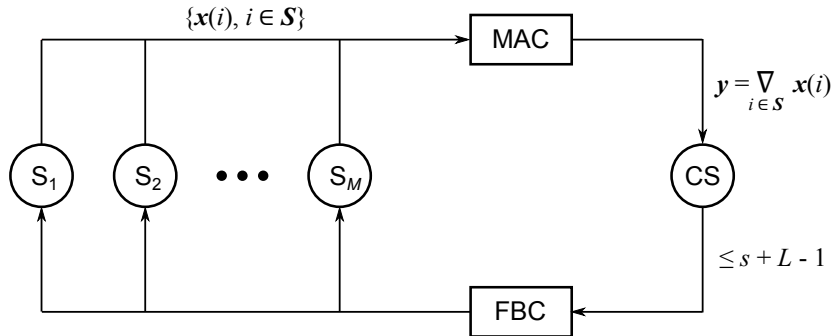 {x(i), i ∈ S}
MAC
y = ∇ x(i)
i ∈ S
S1
S2
•••
SM
CS
≤ s + L - 1
FBC